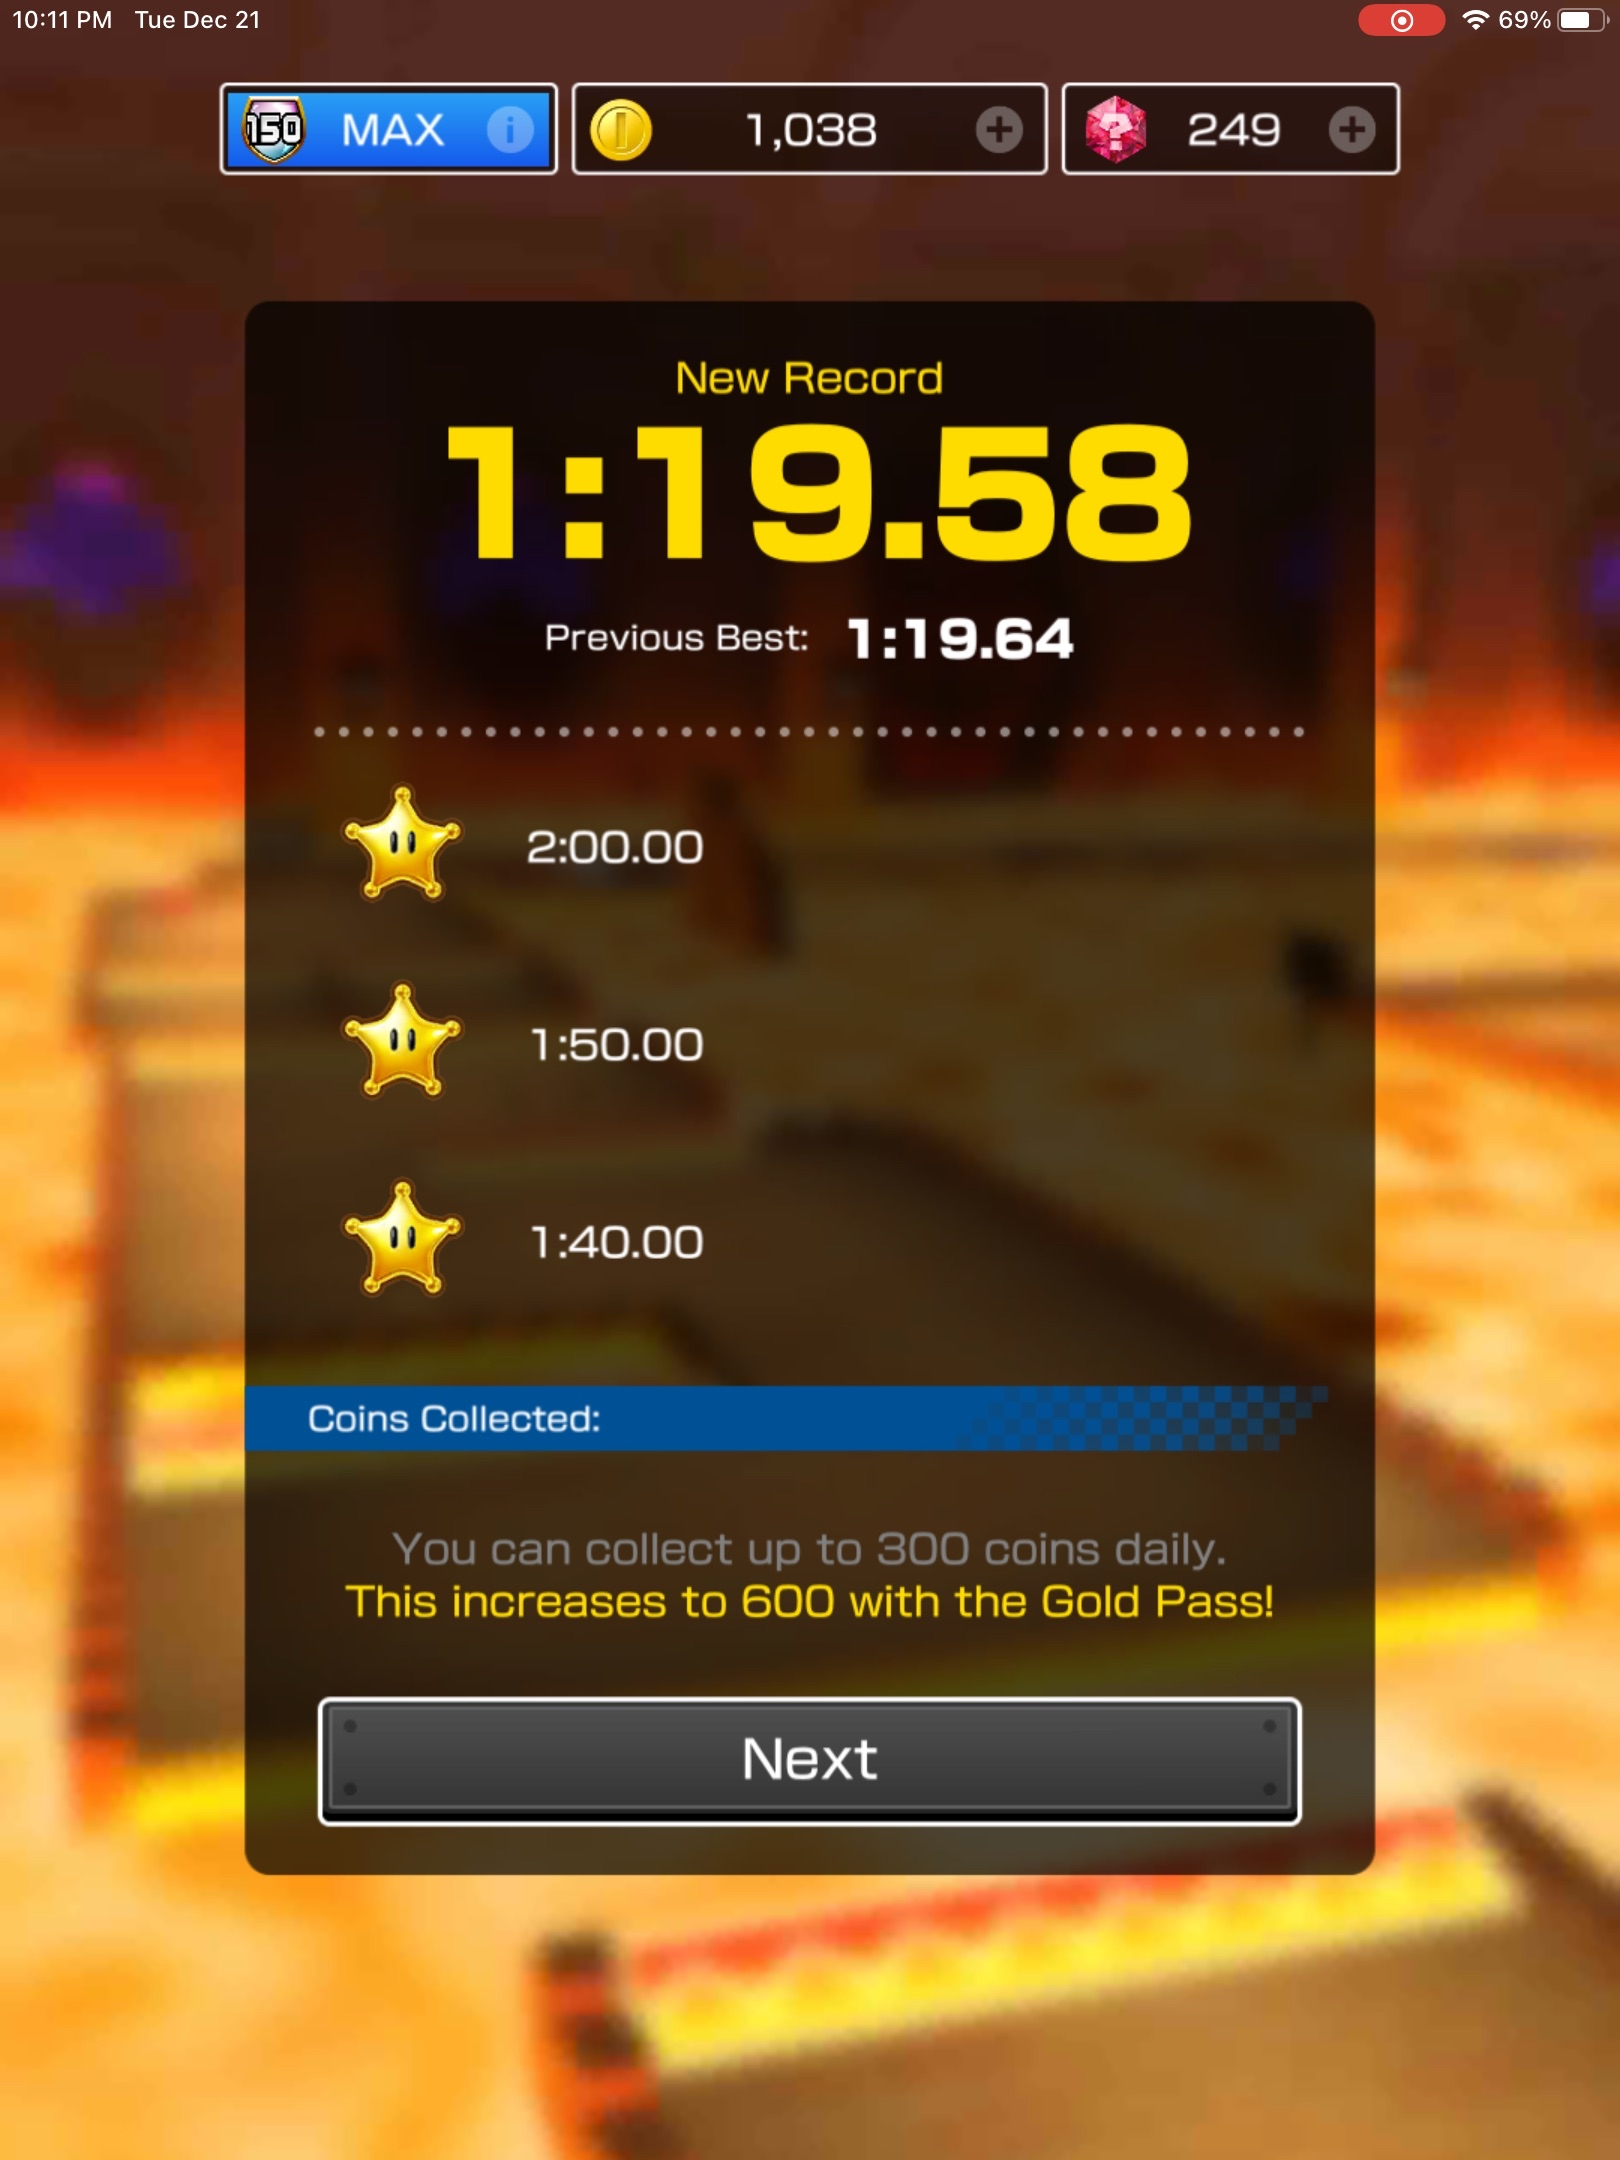 10:11 PM Tue Dec 21 69%
150 MAX i 1,038 + ? 249 +
New Record
1:19.58
Previous Best: 1:19.64
2:00.00
1:50.00
1:40.00
Coins Collected:
You can collect up to 300 coins daily.
This increases to 600 with the Gold Pass!
Next